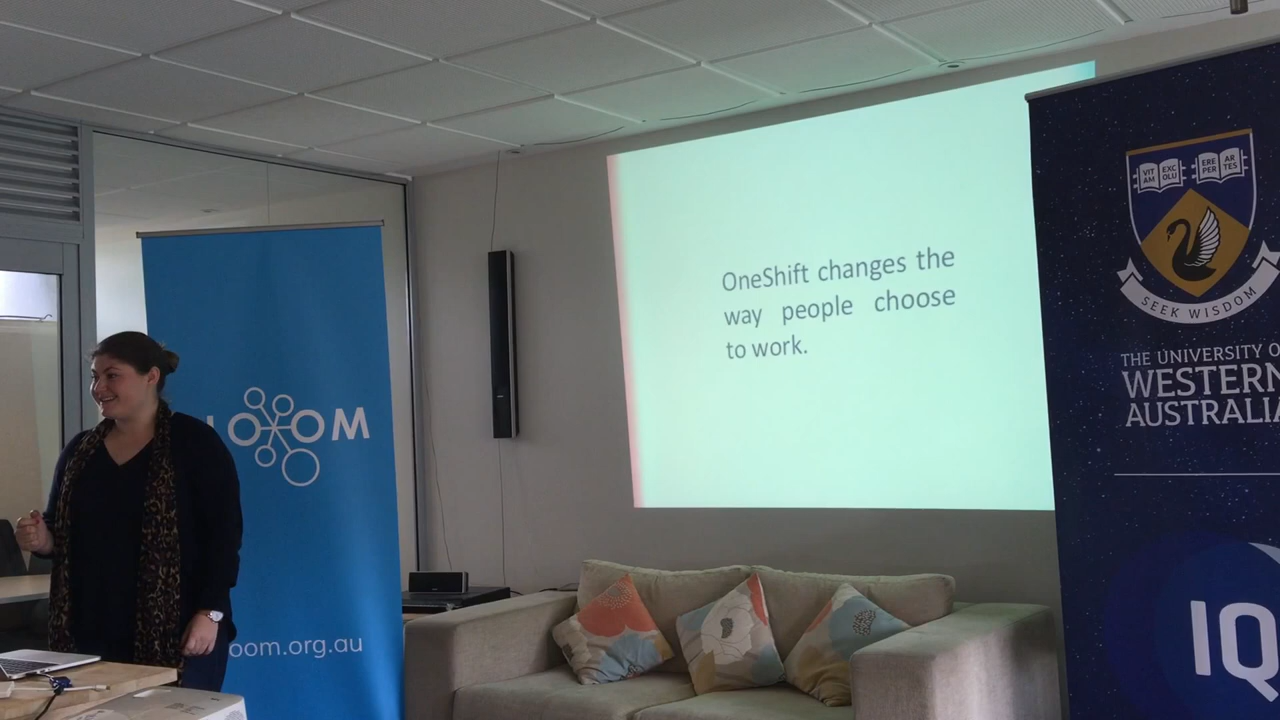 OneShift changes the
way people choose
to work.
LOOM
oom.org.au
VIT
AM
EXC
OLU
ERE
PER
AR
TES
SEEK WISDOM
THE UNIVERSITY O
WESTERN
AUSTRALIA
IQ